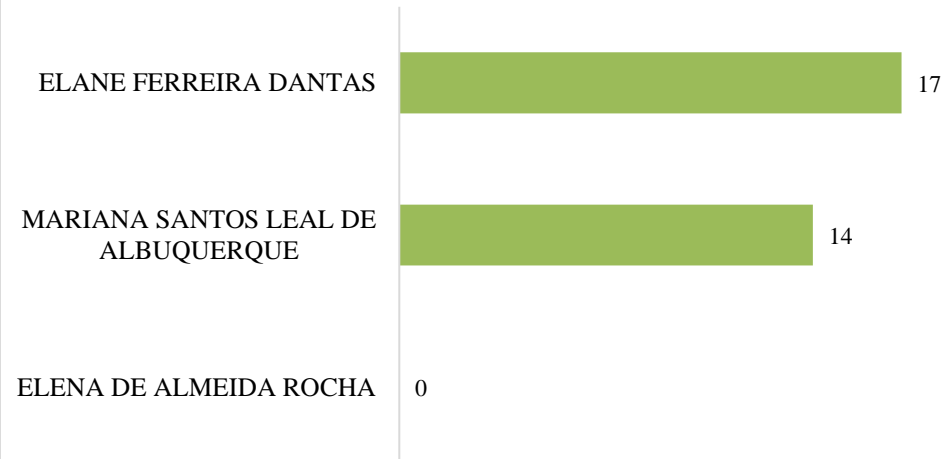 ELANE FERREIRA DANTAS
17
MARIANA SANTOS LEAL DE
ALBUQUERQUE
14
ELENA DE ALMEIDA ROCHA
0